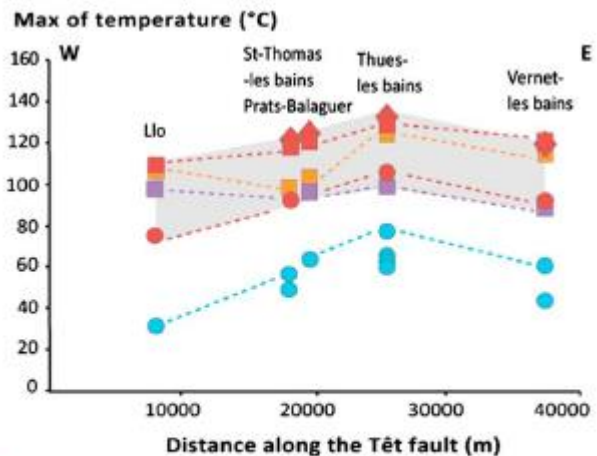 Max of temperature (°C)
160
W
E
St-Thomas
-les bains
Prats-Balaguer
Thues-
les bains
Vernet-
les bains
Llo
140
120
100
80
60
40
20
0
10000
20000
30000
40000
Distance along the Têt fault (m)